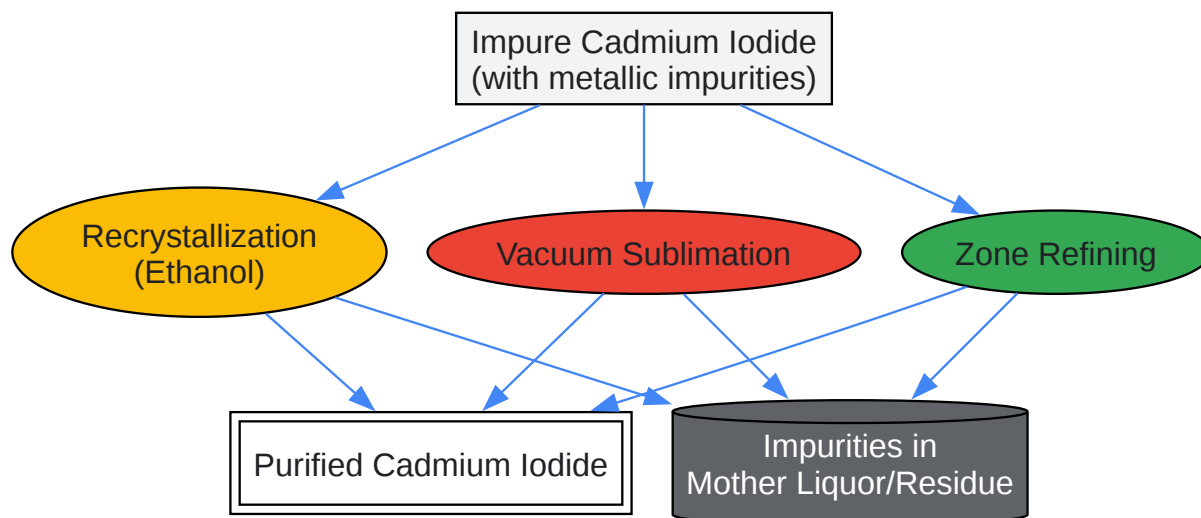 Impure Cadmium Iodide
(with metallic impurities)
Recrystallization
(Ethanol)
Vacuum Sublimation
Zone Refining
Purified Cadmium Iodide
Impurities in
Mother Liquor/Residue